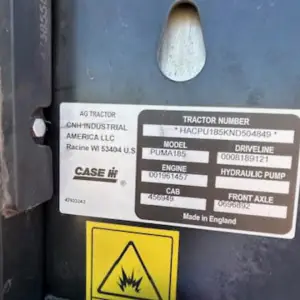 AG TRACTOR
CNH INDUSTRIAL
AMERICA LLC
Racine WI 53404 U.S
CASE IH
TRACTOR NUMBER
* HACPU185KND504849 *
MODEL
DRIVELINE
PUMA185
0008189121
ENGINE
HYDRAULIC PUMP
001961457
CAB
FRONT AXLE
456949
0696892
Made in England